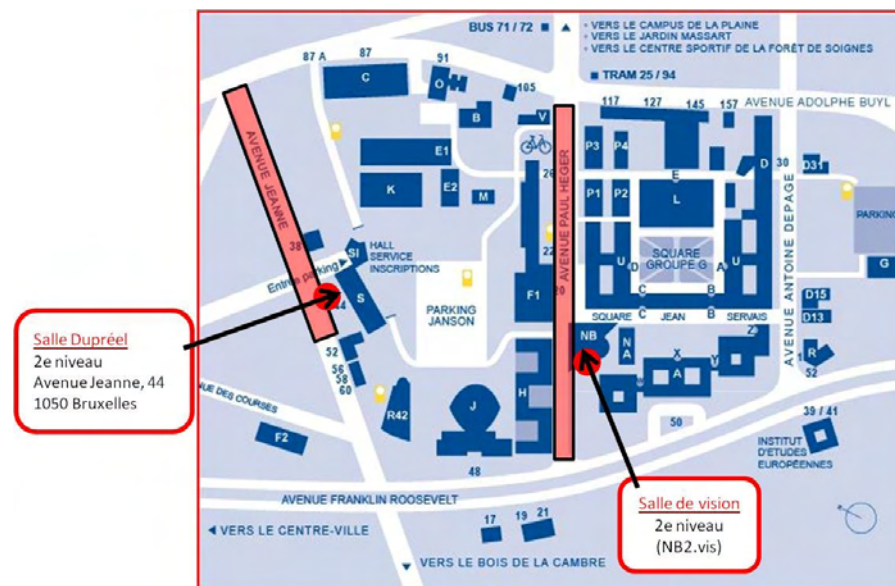 BUS 71 / 72
VERS LE CAMPUS DE LA PLAINE
VERS LE JARDIN MASSART
VERS LE CENTRE SPORTIF DE LA FORÊT DE SOIGNES
TRAM 25 / 94
87 A
87
91
105
117
127
145
157
AVENUE ADOLPHE BUYL
C
O
B
V
E1
E2
K
M
P3
P4
P1
P2
E
L
D
30
D31
PARKING
G
AVENUE JEANNE
AVENUE PAUL HEGER
AVENUE ANTOINE DEPAGE
26
22
20
38
SI
HALL
SERVICE
INSCRIPTIONS
Entrée parking
S
44
PARKING
JANSON
F1
U
U
SQUARE
GROUPE G
D
A
C
B
C
B
SQUARE JEAN SERVAIS
D15
D13
R
52
NB
NA
X
Y
A
2
H
J
R42
52
56
58
60
F2
48
50
39 / 41
INSTITUT
D'ETUDES
EUROPÉENNES
AVENUE FRANKLIN ROOSEVELT
VERS LE CENTRE-VILLE
VERS LE BOIS DE LA CAMBRE
17
19
21
Salle Dupréel
2e niveau
Avenue Jeanne, 44
1050 Bruxelles
Salle de vision
2e niveau
(NB2.vis)